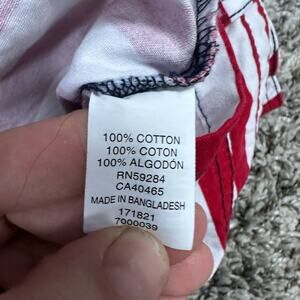 100% COTTON
100% COTON
100% ALGODÓN
RN59284
CA40465
MADE IN BANGLADESH
171821
7000039